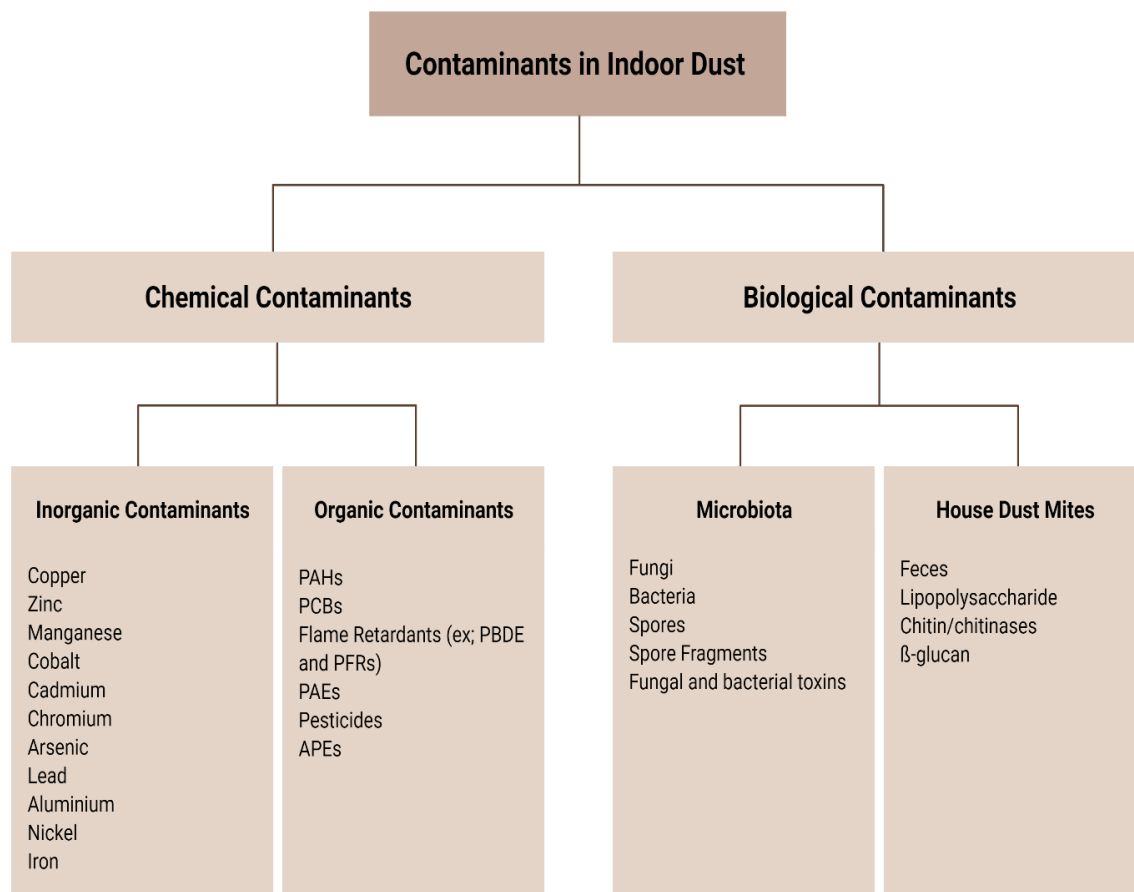 Contaminants in Indoor Dust
Chemical Contaminants
Biological Contaminants
Inorganic Contaminants
Copper
Zinc
Manganese
Cobalt
Cadmium
Chromium
Arsenic
Lead
Aluminium
Nickel
Iron
Organic Contaminants
PAHs
PCBs
Flame Retardants (ex; PBDE
and PFRs)
PAEs
Pesticides
APEs
Microbiota
Fungi
Bacteria
Spores
Spore Fragments
Fungal and bacterial toxins
House Dust Mites
Feces
Lipopolysaccharide
Chitin/chitinases
ß-glucan